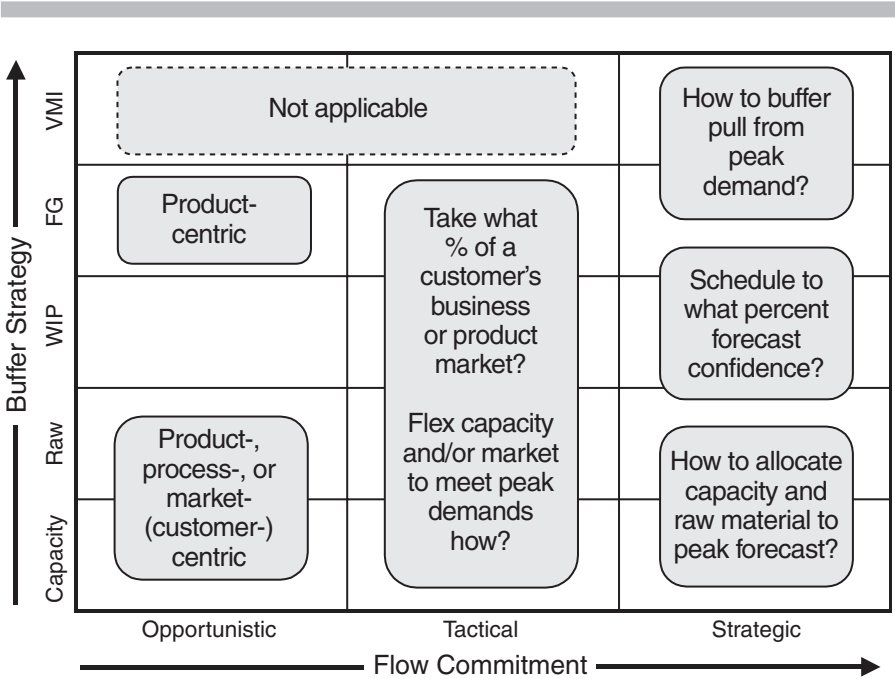 Not applicable
How to buffer
pull from
peak
demand?
Product-
centric
Take what
% of a
customer's
business
or product
market?
Flex capacity
and/or market
to meet peak
demands
how?
Schedule to
what percent
forecast
confidence?
Product-,
process-, or
market-
(customer-)
centric
How to allocate
capacity and
raw material to
peak forecast?
Buffer Strategy
VMI
FG
WIP
Raw
Capacity
Opportunistic
Tactical
Strategic
Flow Commitment